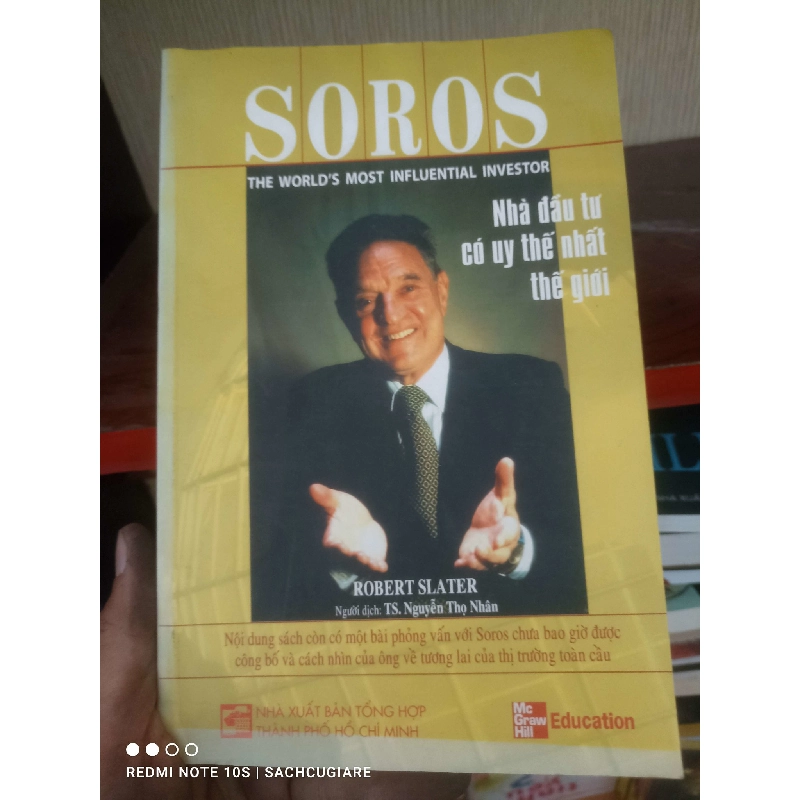 SOROS
THE WORLD'S MOST INFLUENTIAL INVESTOR
Nhà đầu tư
có uy thế nhất
thế giới
ROBERT SLATER
Người dịch: TS. Nguyễn Thọ Nhân
Nội dung sách còn có một bài phỏng vấn với Soros chưa bao giờ được
công bố và cách nhìn của ông về tương lai của thị trường toàn cầu
NHÀ XUẤT BẢN TỔNG HỢP
THÀNH PHỐ HỒ CHÍ MINH
Mc
Graw
Hill
Education
REDMI NOTE 10S | SACHCUGIARE